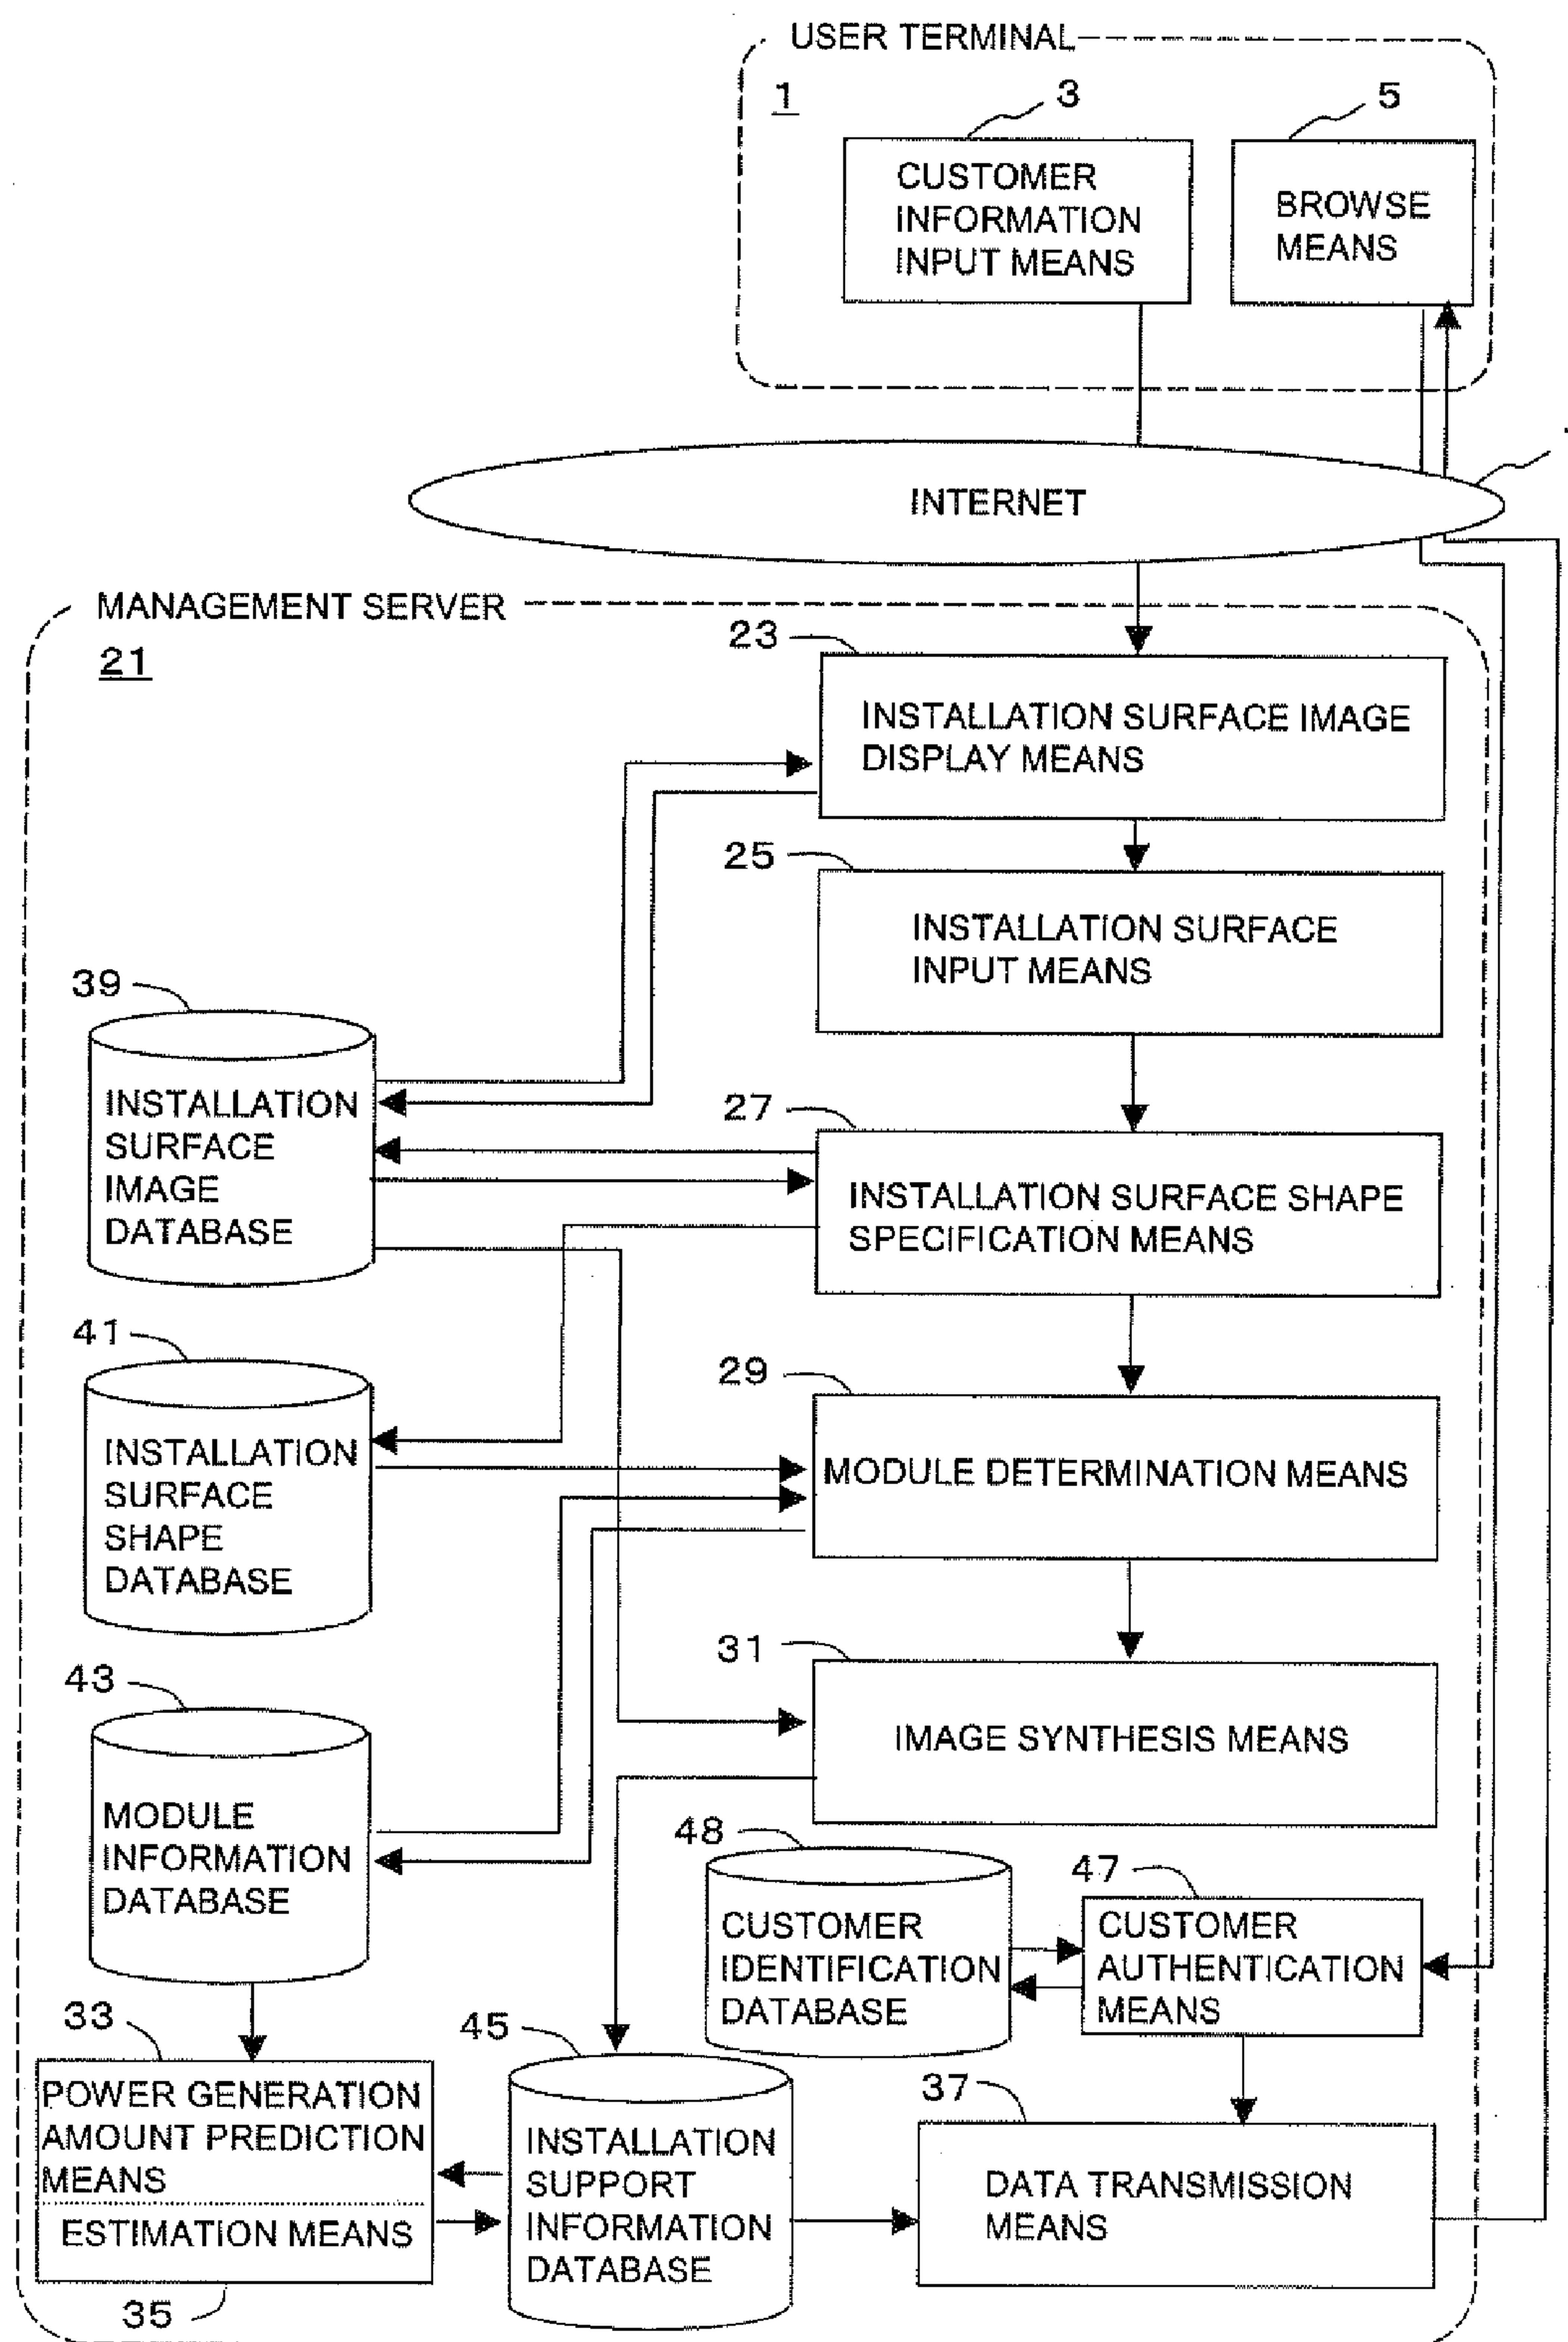 USER TERMINAL
1
3
5
CUSTOMER
INFORMATION
INPUT MEANS
BROWSE
MEANS
INTERNET
MANAGEMENT SERVER
21
23
INSTALLATION SURFACE IMAGE
DISPLAY MEANS
25
INSTALLATION SURFACE
INPUT MEANS
39
INSTALLATION
SURFACE
IMAGE
DATABASE
27
INSTALLATION SURFACE SHAPE
SPECIFICATION MEANS
41
INSTALLATION
SURFACE
SHAPE
DATABASE
29
MODULE DETERMINATION MEANS
31
IMAGE SYNTHESIS MEANS
43
MODULE
INFORMATION
DATABASE
48
CUSTOMER
IDENTIFICATION
DATABASE
47
CUSTOMER
AUTHENTICATION
MEANS
33
POWER GENERATION
AMOUNT PREDICTION
MEANS
ESTIMATION MEANS
35
45
INSTALLATION
SUPPORT
INFORMATION
DATABASE
37
DATA TRANSMISSION
MEANS